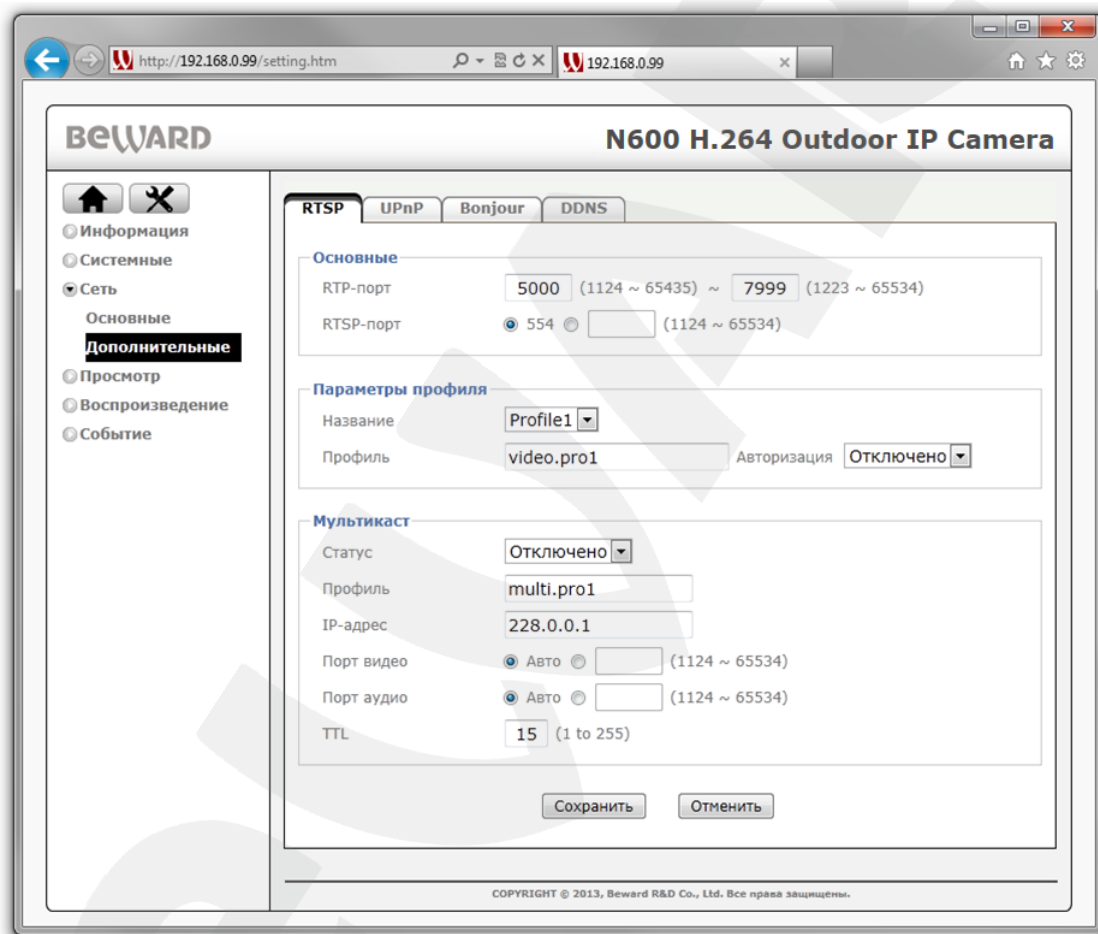 http://192.168.0.99/setting.htm
192.168.0.99
BEWARD
N600 H.264 Outdoor IP Camera
Информация
Системные
Сеть
Основные
Дополнительные
Просмотр
Воспроизведение
Событие
RTSP UPnP Bonjour DDNS
Основные
RTP-порт 5000 (1124 ~ 65435) ~ 7999 (1223 ~ 65534)
RTSP-порт 554 (1124 ~ 65534)
Параметры профиля
Название Profile1
Профиль video.pro1 Авторизация Отключено
Мультикаст
Статус Отключено
Профиль multi.pro1
IP-адрес 228.0.0.1
Порт видео Авто (1124 ~ 65534)
Порт аудио Авто (1124 ~ 65534)
TTL 15 (1 to 255)
Сохранить Отменить
COPYRIGHT © 2013, Beward R&D Co., Ltd. Все права защищены.